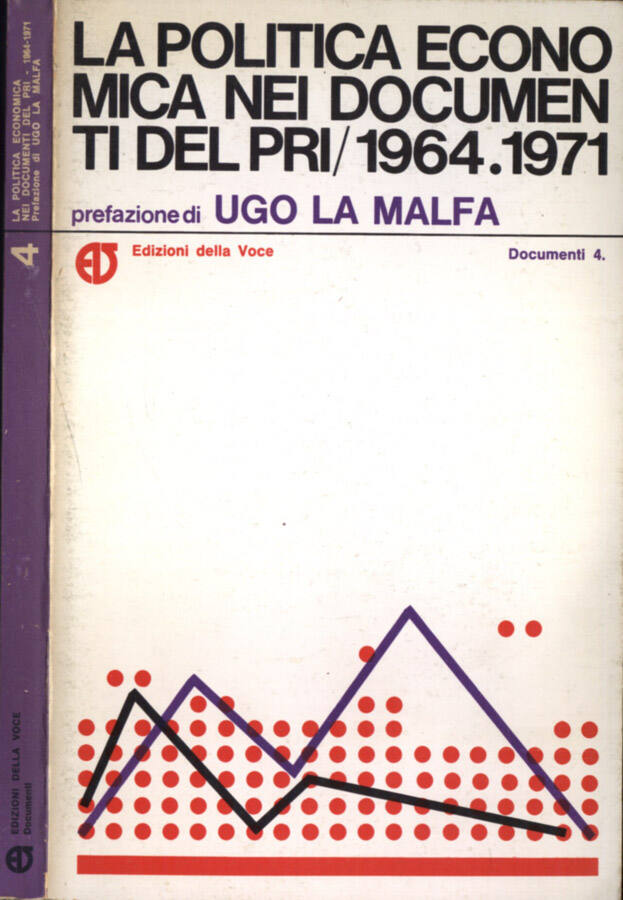 LA POLITICA ECONO
MICA NEI DOCUMEN
TI DEL PRI/1964.1971
prefazione di UGO LA MALFA
Edizioni della Voce
Documenti 4.
LA POLITICA ECONOMICA
NEI DOCUMENTI DEL PRI - 1964-1971
Prefazione di UGO LA MALFA
4
EDIZIONI DELLA VOCE
Documenti